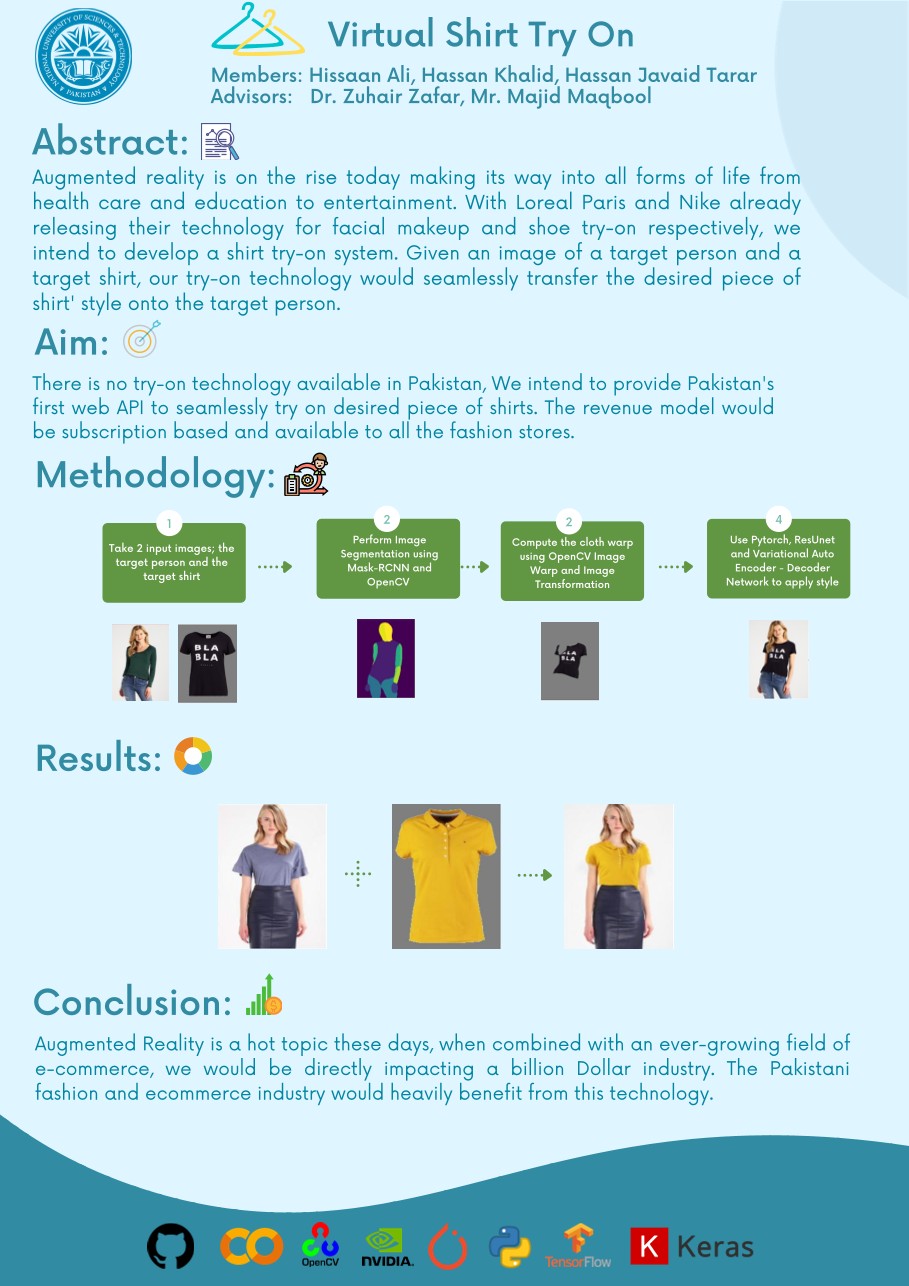 NATIONAL UNIVERSITY OF SCIENCES & TECHNOLOGY
PAKISTAN
Virtual Shirt Try On
Members: Hissaan Ali, Hassan Khalid, Hassan Javaid Tarar
Advisors: Dr. Zuhair Zafar, Mr. Majid Maqbool
Abstract:
Augmented reality is on the rise today making its way into all forms of life from
health care and education to entertainment. With Loreal Paris and Nike already
releasing their technology for facial makeup and shoe try-on respectively, we
intend to develop a shirt try-on system. Given an image of a target person and a
target shirt, our try-on technology would seamlessly transfer the desired piece of
shirt' style onto the target person.
Aim:
There is no try-on technology available in Pakistan, We intend to provide Pakistan's
first web API to seamlessly try on desired piece of shirts. The revenue model would
be subscription based and available to all the fashion stores.
Methodology:
1
Take 2 input images; the
target person and the
target shirt
2
Perform Image
Segmentation using
Mask-RCNN and
OpenCV
2
Compute the cloth warp
using OpenCV Image
Warp and Image
Transformation
4
Use Pytorch, ResUnet
and Variational Auto
Encoder - Decoder
Network to apply style
BLA
BLA
BLA
BLA
BLA
BLA
Results:
Conclusion:
Augmented Reality is a hot topic these days, when combined with an ever-growing field of
e-commerce, we would be directly impacting a billion Dollar industry. The Pakistani
fashion and ecommerce industry would heavily benefit from this technology.
OpenCV
NVIDIA.
TensorFlow
K Keras